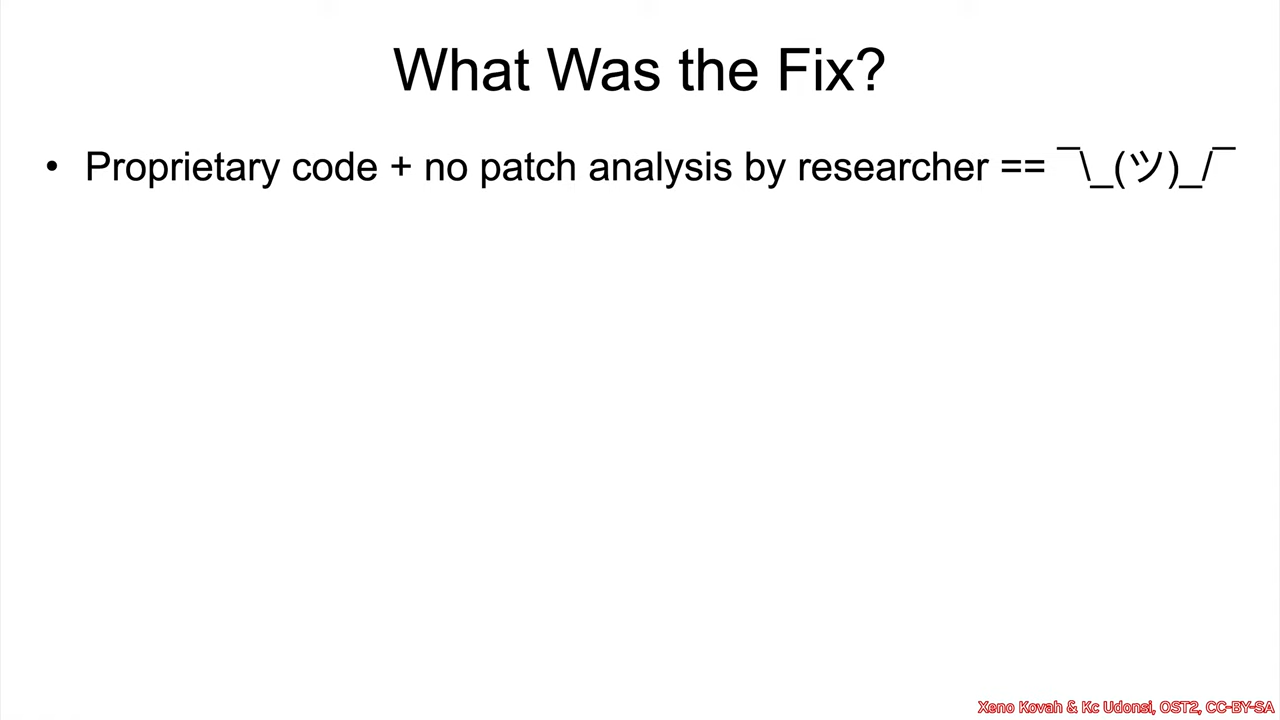 What Was the Fix?
• Proprietary code + no patch analysis by researcher == ¯\_(ツ)_/¯
Xeno Kovah & Kc Udonsi, OST2, CC-BY-SA